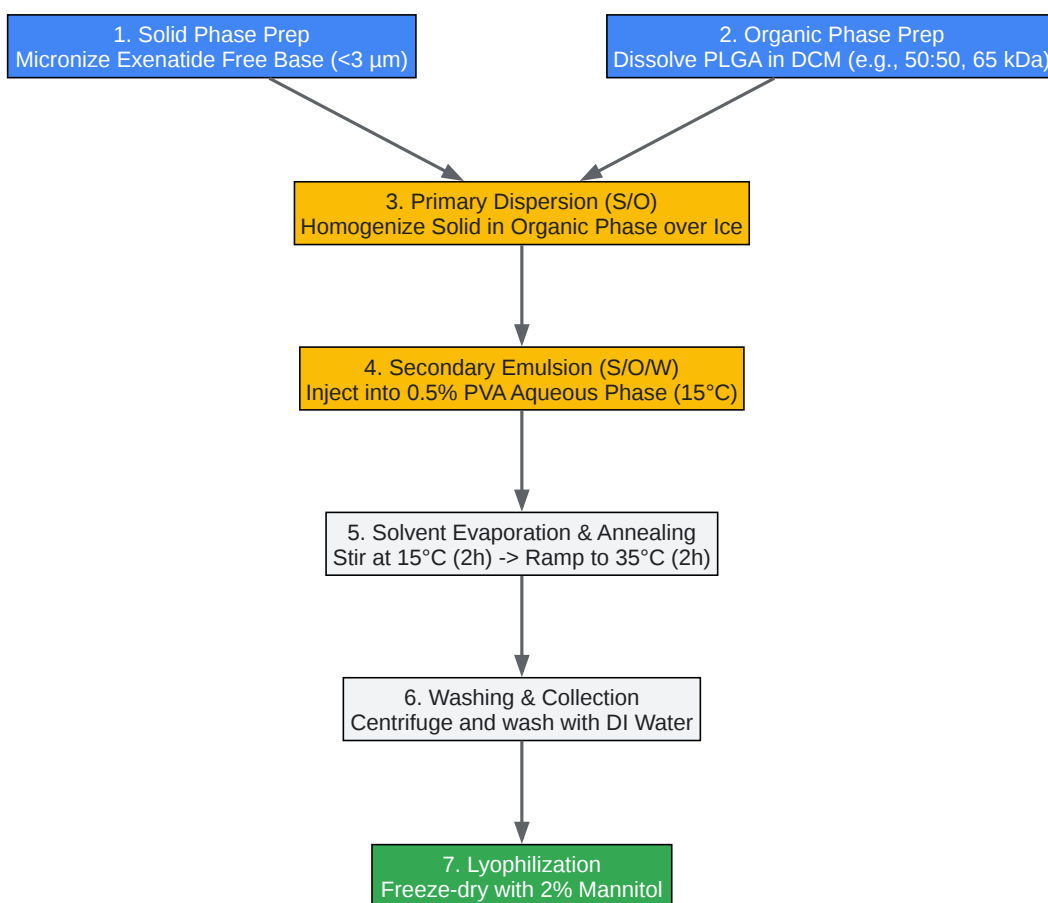 1. Solid Phase Prep
Micronize Exenatide Free Base (<3 µm)
2. Organic Phase Prep
Dissolve PLGA in DCM (e.g., 50:50, 65 kDa)
3. Primary Dispersion (S/O)
Homogenize Solid in Organic Phase over Ice
4. Secondary Emulsion (S/O/W)
Inject into 0.5% PVA Aqueous Phase (15°C)
5. Solvent Evaporation & Annealing
Stir at 15°C (2h) -> Ramp to 35°C (2h)
6. Washing & Collection
Centrifuge and wash with DI Water
7. Lyophilization
Freeze-dry with 2% Mannitol